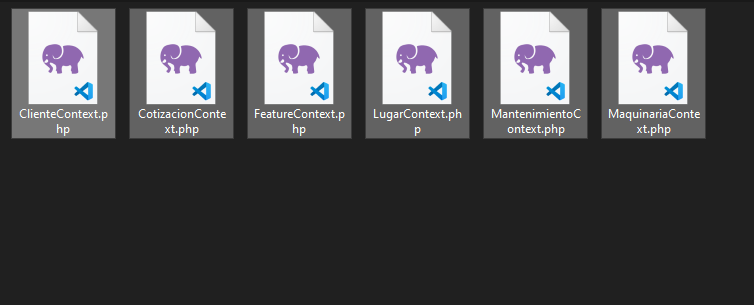 ClienteContext.p
hp
CotizacionConte
xt.php
FeatureContext.p
hp
LugarContext.ph
p
MantenimientoC
ontext.php
MaquinariaConte
xt.php